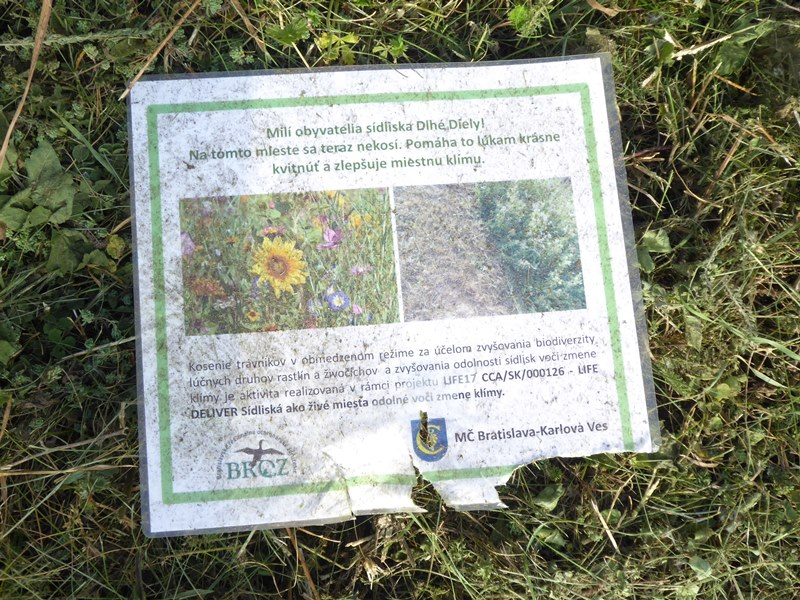 Milí obyvatelia sídliska Dlhé Diely!
Na tomto mieste sa teraz nekosí. Pomáha to lúkam krásne
kvitnúť a zlepšuje miestnu klímu.
Kosenie trávnikov v obmedzenom režime za účelom zvyšovania biodiverzity
lúčnych druhov rastlín a živočíchov a zvyšovania odolnosti sídlisk voči zmene
klímy je aktivita realizovaná v rámci projektu LIFE17 CCA/SK/000126 - LIFE
DELIVER Sídliská ako živé miesta odolné voči zmene klímy.
BROZ
MČ Bratislava-Karlova Ves